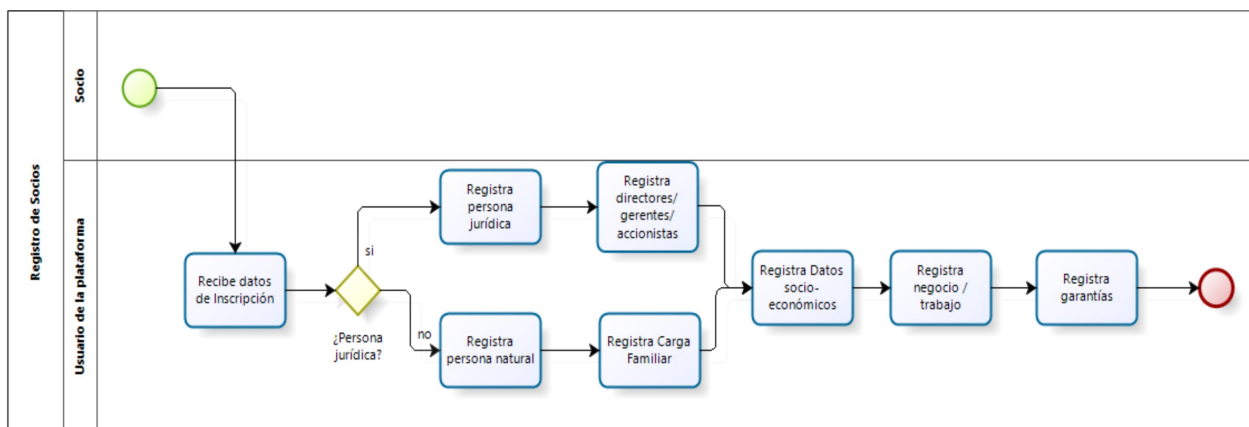 Registro de Socios
Socio
Usuario de la plataforma
Recibe datos
de Inscripción
¿Persona
jurídica?
si
no
Registra
persona
jurídica
Registra
directores/
gerentes/
accionistas
Registra
persona natural
Registra Carga
Familiar
Registra Datos
socio-
económicos
Registra
negocio /
trabajo
Registra
garantías